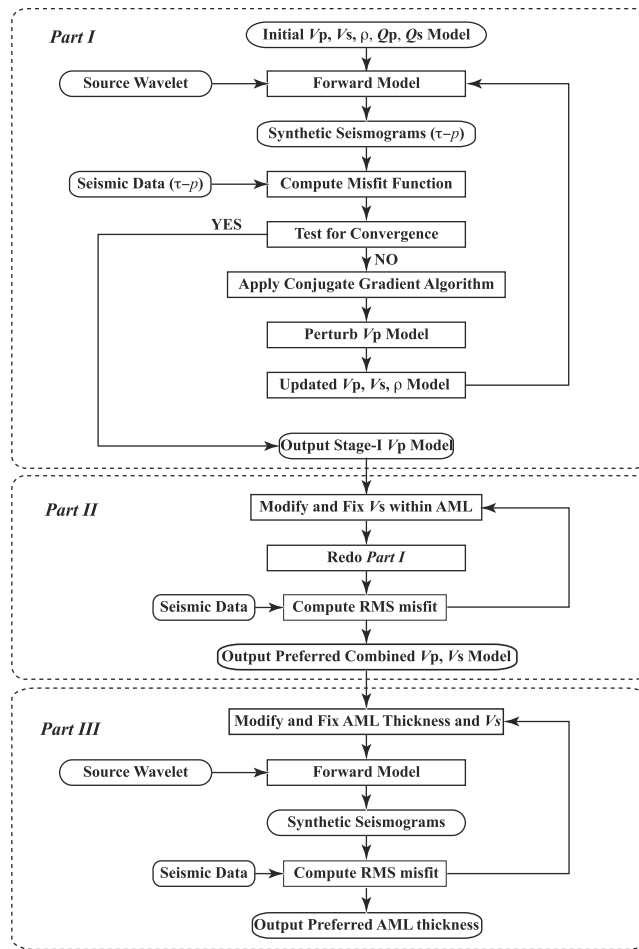 Part I
Initial Vp, Vs, ρ, Qp, Qs Model
Source Wavelet
Forward Model
Synthetic Seismograms (τ–p)
Seismic Data (τ–p)
Compute Misfit Function
YES
Test for Convergence
NO
Apply Conjugate Gradient Algorithm
Perturb Vp Model
Updated Vp, Vs, ρ Model
Output Stage-I Vp Model
Part II
Modify and Fix Vs within AML
Redo Part I
Seismic Data
Compute RMS misfit
Output Preferred Combined Vp, Vs Model
Part III
Modify and Fix AML Thickness and Vs
Source Wavelet
Forward Model
Synthetic Seismograms
Seismic Data
Compute RMS misfit
Output Preferred AML thickness